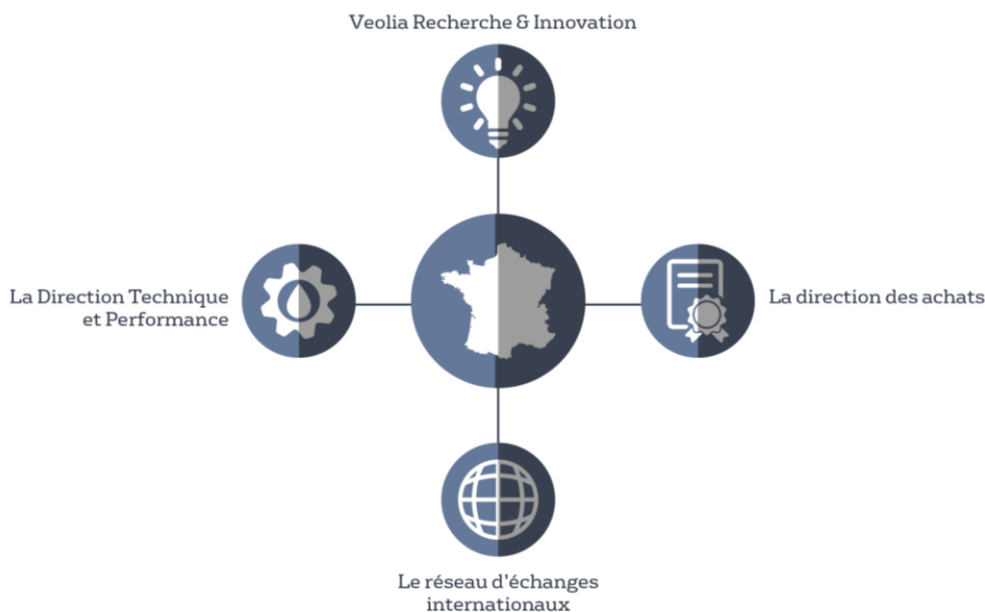 Veolia Recherche & Innovation
La Direction Technique
et Performance
La direction des achats
Le réseau d'échanges
internationaux